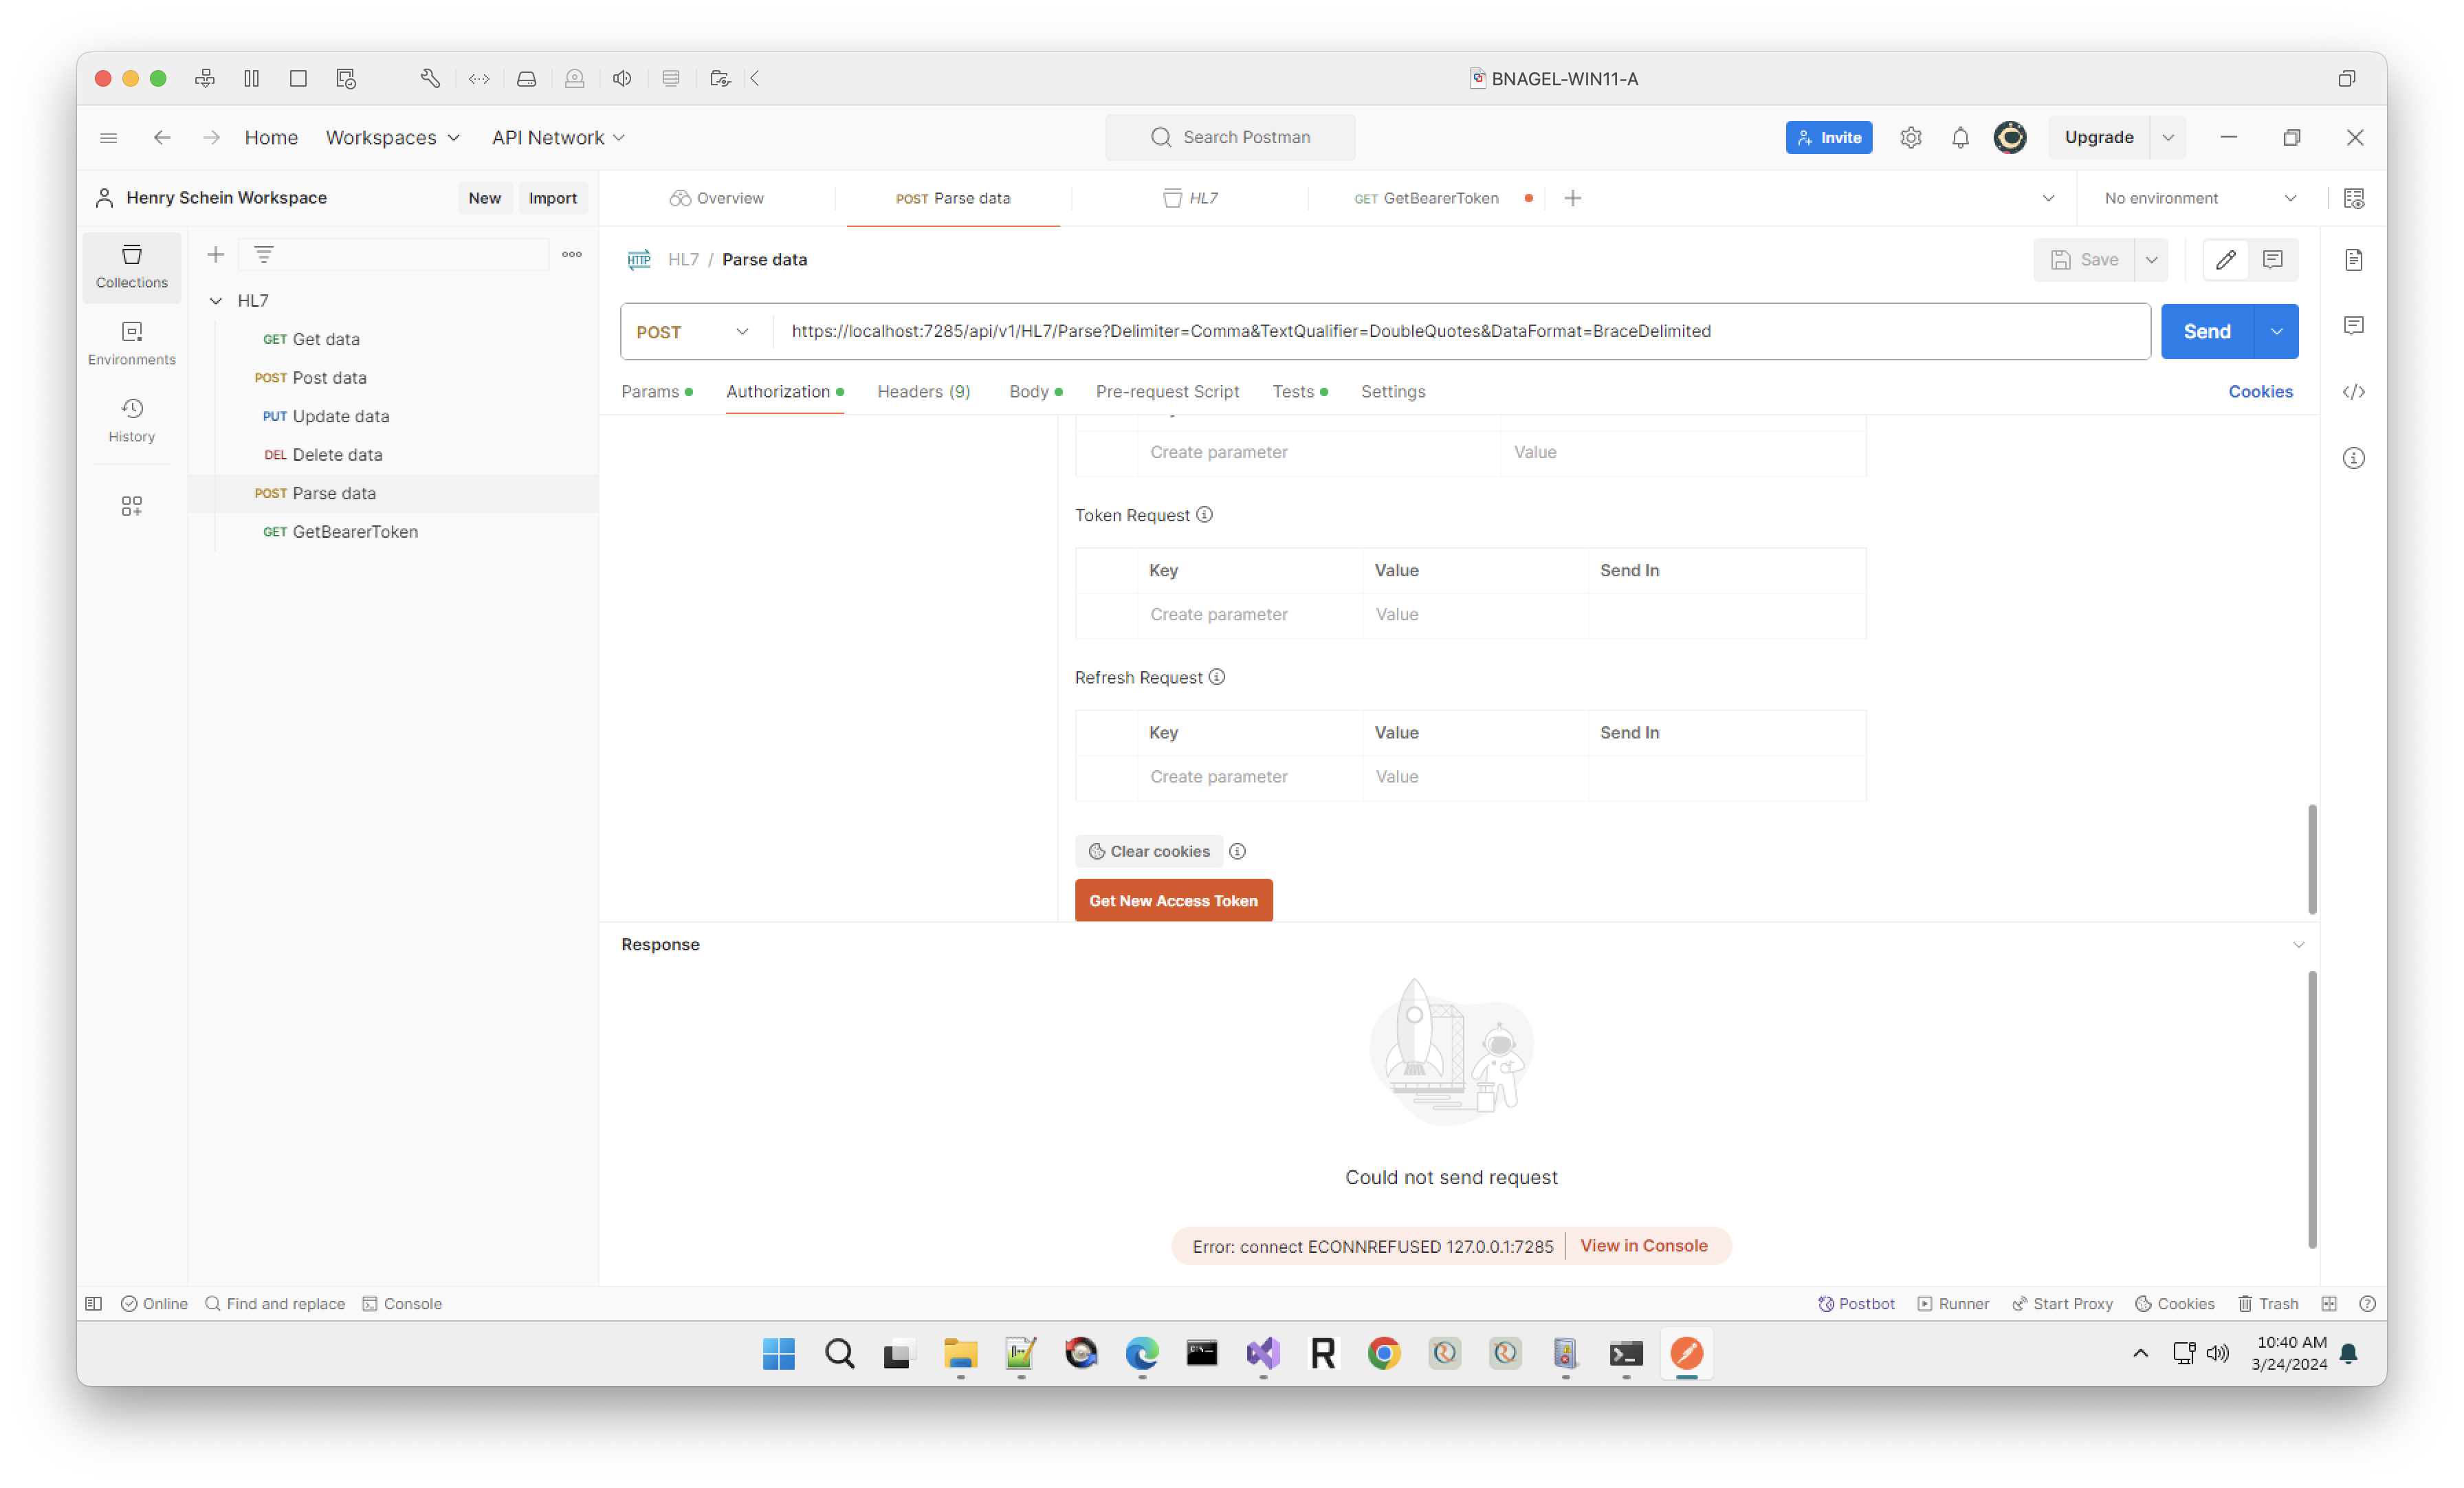 BNAGEL-WIN11-A
Home Workspaces API Network Search Postman Invite Upgrade
Henry Schein Workspace New Import Overview POST Parse data HL7 GET GetBearerToken No environment
Collections
HTTP HL7 / Parse data Save
HL7
GET Get data
POST Post data
PUT Update data
DEL Delete data
POST Parse data
GET GetBearerToken
Environments
History
POST https://localhost:7285/api/v1/HL7/Parse?Delimiter=Comma&TextQualifier=DoubleQuotes&DataFormat=BraceDelimited Send
Params Authorization Headers (9) Body Pre-request Script Tests Settings Cookies
Create parameter Value
Token Request
Key Value Send In
Create parameter Value
Refresh Request
Key Value Send In
Create parameter Value
Clear cookies
Get New Access Token
Response
Could not send request
Error: connect ECONNREFUSED 127.0.0.1:7285 View in Console
Online Find and replace Console Postbot Runner Start Proxy Cookies Trash
10:40 AM
3/24/2024